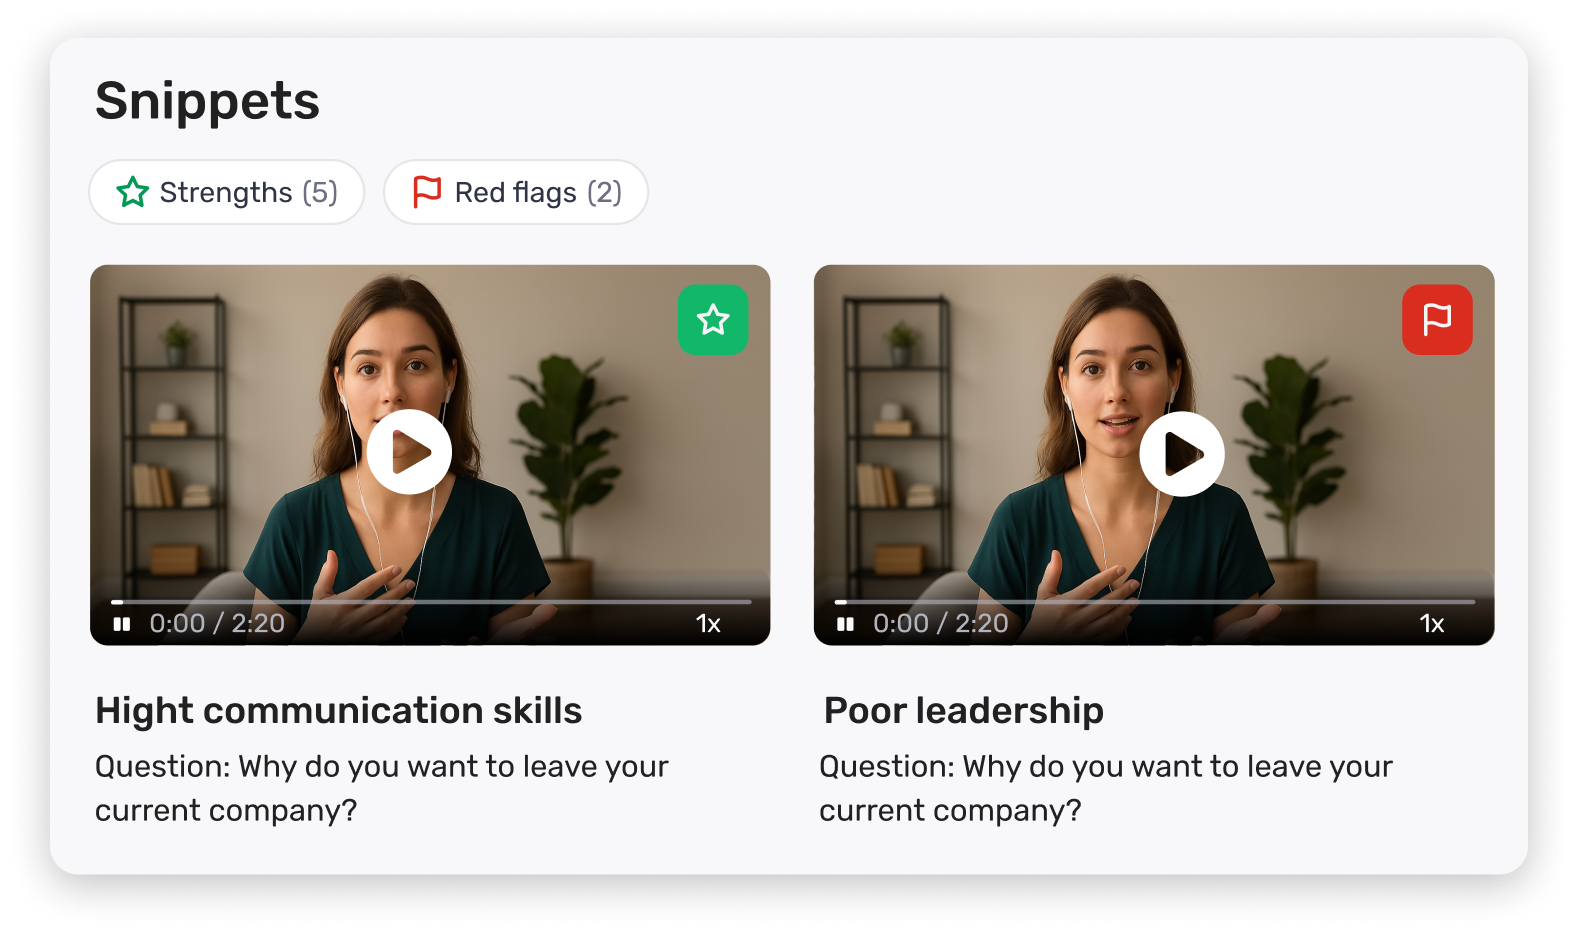 Snippets
Strengths (5)
Red flags (2)
0:00 / 2:20
1x
0:00 / 2:20
1x
Hight communication skills
Question: Why do you want to leave your
current company?
Poor leadership
Question: Why do you want to leave your
current company?